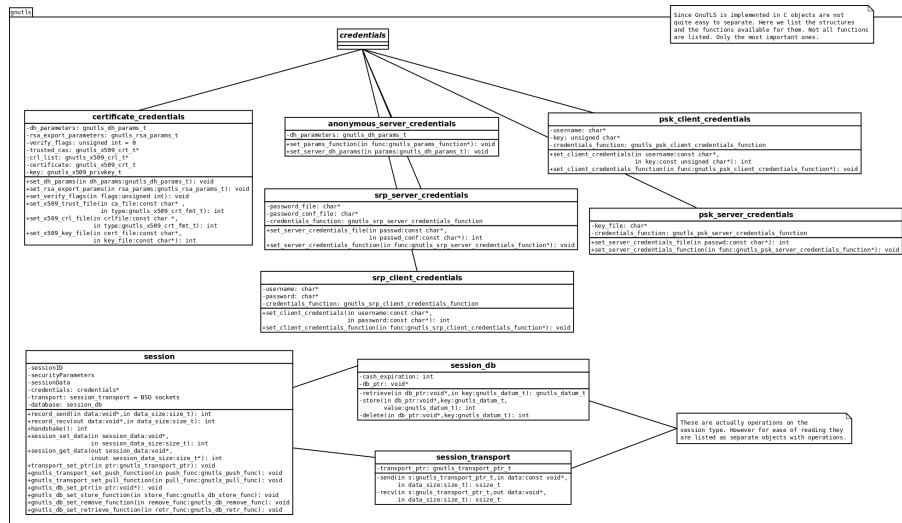 gnutls
Since GnuTLS is implemented in C objects are not
quite easy to separate. Here we list the structures
and the functions available for them. Not all functions
are listed. Only the most important ones.
credentials
certificate_credentials
-dh_parameters: gnutls_dh_params_t
-rsa_export_parameters: gnutls_rsa_params_t
-verify_flags: unsigned int = 0
-trusted_cas: gnutls_x509_crt_t*
-crl_list: gnutls_x509_crl_t*
-certificate: gnutls_x509_crt_t
-key: gnutls_x509_privkey_t
+set_dh_params(in dh_params:gnutls_dh_params_t): void
+set_rsa_export_params(in rsa_params:gnutls_rsa_params_t): void
+set_verify_flags(in flags:unsigned int): void
+set_x509_trust_file(in ca_file:const char* ,
in type:gnutls_x509_crt_fmt_t): int
+set_x509_crl_file(in crlfile:const char *,
in type:gnutls_x509_crt_fmt_t): int
+set_x509_key_file(in cert_file:const char*,
in key_file:const char*): int
anonymous_server_credentials
-dh_parameters: gnutls_dh_params_t
+set_params_function(in func:gnutls_params_function*): void
+set_server_dh_params(in params:gnutls_dh_params_t): void
psk_client_credentials
-username: char*
-key: unsigned char*
-credentials_function: gnutls_psk_client_credentials_function
+set_client_credentials(in username:const char*,
in key:const unsigned char*): int
+set_client_credentials_function(in func:gnutls_psk_client_credentials_function*): void
srp_server_credentials
-password_file: char*
-password_conf_file: char*
-credentials_function: gnutls_srp_server_credentials_function
+set_server_credentials_file(in passwd:const char*,
in passwd_conf:const char*): int
+set_server_credentials_function(in func:gnutls_srp_server_credentials_function*): void
psk_server_credentials
-key_file: char*
-credentials_function: gnutls_psk_server_credentials_function
+set_server_credentials_file(in passwd:const char*): int
+set_server_credentials_function(in func:gnutls_psk_server_credentials_function*): void
srp_client_credentials
-username: char*
-password: char*
-credentials_function: gnutls_srp_client_credentials_function
+set_client_credentials(in username:const char*,
in password:const char*): int
+set_client_credentials_function(in func:gnutls_srp_client_credentials_function*): void
session
-sessionID
-securityParameters
-sessionData
-credentials: credentials*
-transport: session_transport = BSD sockets
-database: session_db
+record_send(in data:void*,in data_size:size_t): int
+record_recv(out data:void*,in data_size:size_t): int
+handshake(): int
+session_set_data(in session_data:void*,
in session_data_size:size_t): int
+session_get_data(out session_data:void*,
inout session_data_size:size_t*): int
+transport_set_ptr(in ptr:gnutls_transport_ptr): void
+gnutls_transport_set_push_function(in push_func:gnutls_push_func): void
+gnutls_transport_set_pull_function(in pull_func:gnutls_pull_func): void
+gnutls_db_set_ptr(in ptr:void*): void
+gnutls_db_set_store_function(in store_func:gnutls_db_store_func): void
+gnutls_db_set_remove_function(in remove_func:gnutls_db_remove_func): void
+gnutls_db_set_retrieve_function(in retr_func:gnutls_db_retr_func): void
session_db
-cash_expiration: int
-db_ptr: void*
-retrieve(in db_ptr:void*,in key:gnutls_datum_t): gnutls_datum_t
-store(in db_ptr:void*,key:gnutls_datum_t,
value:gnutls_datum_t): int
-delete(in db_ptr:void*,key:gnutls_datum_t): int
These are actually operations on the
session type. However for ease of reading they
are listed as separate objects with operations.
session_transport
-transport_ptr: gnutls_transport_ptr_t
-send(in s:gnutls_transport_ptr_t,in data:const void*,
in data_size:size_t): ssize_t
-recv(in s:gnuls_transport_ptr_t,out data:void*,
in data_size:size_t): ssize_t